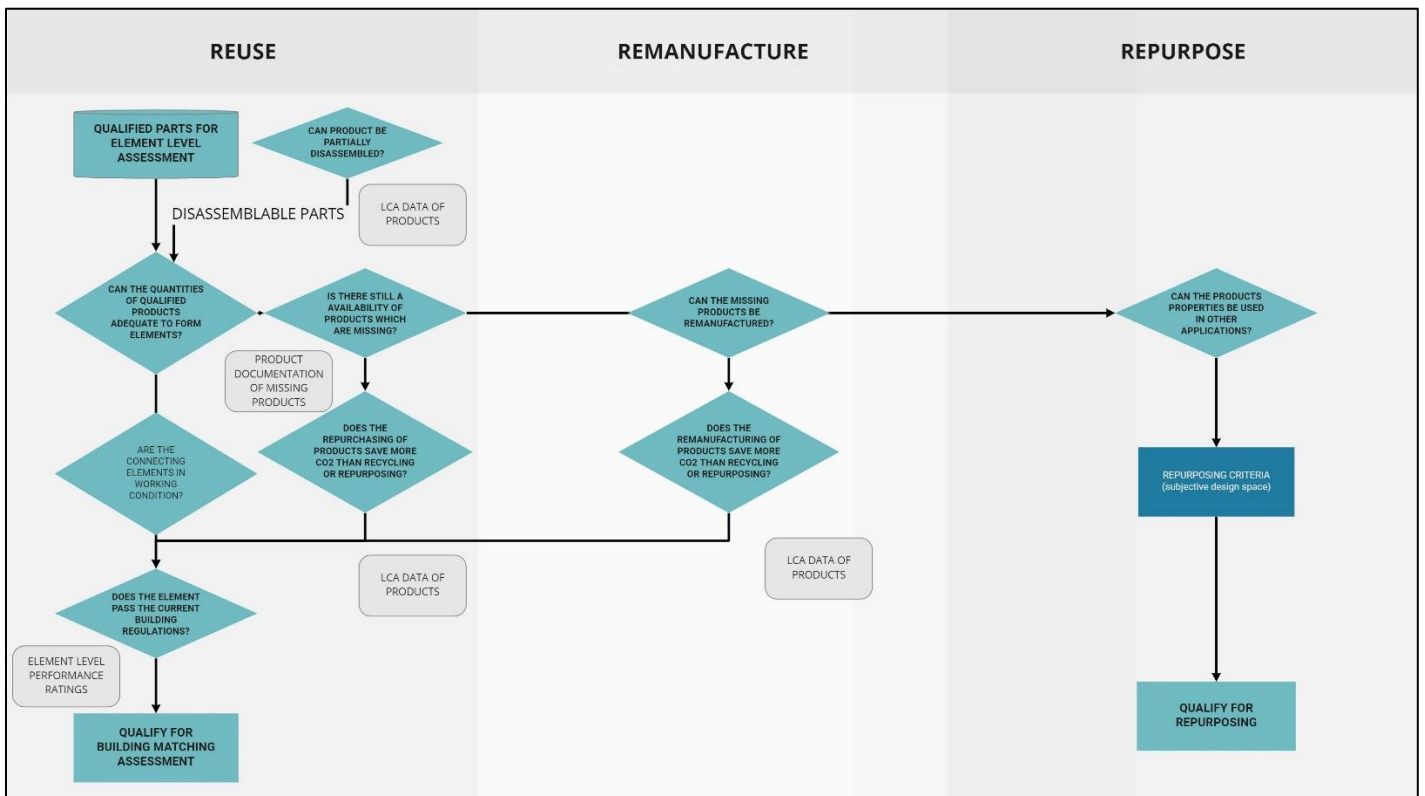 REUSE
REMANUFACTURE
REPURPOSE
QUALIFIED PARTS FOR
ELEMENT LEVEL
ASSESSMENT
CAN PRODUCT BE
PARTIALLY
DISASSEMBLED?
LCA DATA OF
PRODUCTS
DISASSEMBLABLE PARTS
CAN THE QUANTITIES
OF QUALIFIED
PRODUCTS
ADEQUATE TO FORM
ELEMENTS?
IS THERE STILL A
AVAILABILITY OF
PRODUCTS WHICH
ARE MISSING?
CAN THE MISSING
PRODUCTS BE
REMANUFACTURED?
CAN THE PRODUCTS
PROPERTIES BE USED
IN OTHER
APPLICATIONS?
PRODUCT
DOCUMENTATION
OF MISSING
PRODUCTS
ARE THE
CONNECTING
ELEMENTS IN
WORKING
CONDITION?
DOES THE
REPURCHASING OF
PRODUCTS SAVE MORE
CO2 THAN RECYCLING
OR REPURPOSING?
DOES THE
REMANUFACTURING OF
PRODUCTS SAVE MORE
CO2 THAN RECYCLING
OR REPURPOSING?
REPURPOSING CRITERIA
(subjective design space)
LCA DATA OF
PRODUCTS
LCA DATA OF
PRODUCTS
DOES THE ELEMENT
PASS THE CURRENT
BUILDING
REGULATIONS?
ELEMENT LEVEL
PERFORMANCE
RATINGS
QUALIFY FOR
BUILDING MATCHING
ASSESSMENT
QUALIFY FOR
REPURPOSING